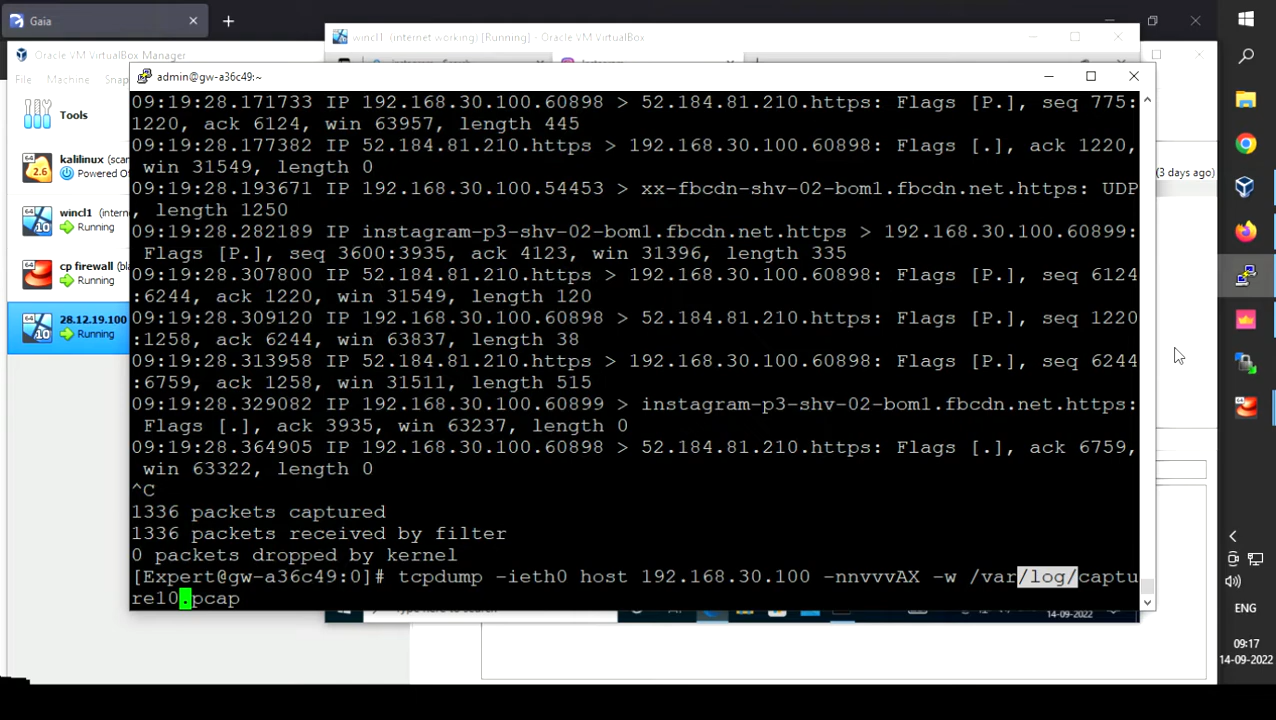 Gaia
wincl1 (internet working) [Running] - Oracle VM VirtualBox
Oracle VM VirtualBox Manager
File Machine Snap
admin@gw-a36c49:~
Tools
kalilinux (scan
Powered Of
wincl1 (intern
Running
cp firewall (bla
Running
28.12.19.100
Running
(3 days ago)
09:19:28.171733 IP 192.168.30.100.60898 > 52.184.81.210.https: Flags [P.], seq 775:
1220, ack 6124, win 63957, length 445
09:19:28.177382 IP 52.184.81.210.https > 192.168.30.100.60898: Flags [.], ack 1220,
win 31549, length 0
09:19:28.193671 IP 192.168.30.100.54453 > xx-fbcdn-shv-02-bom1.fbcdn.net.https: UDP
, length 1250
09:19:28.282189 IP instagram-p3-shv-02-bom1.fbcdn.net.https > 192.168.30.100.60899:
Flags [P.], seq 3600:3935, ack 4123, win 31396, length 335
09:19:28.307800 IP 52.184.81.210.https > 192.168.30.100.60898: Flags [P.], seq 6124
:6244, ack 1220, win 31549, length 120
09:19:28.309120 IP 192.168.30.100.60898 > 52.184.81.210.https: Flags [P.], seq 1220
:1258, ack 6244, win 63837, length 38
09:19:28.313958 IP 52.184.81.210.https > 192.168.30.100.60898: Flags [P.], seq 6244
:6759, ack 1258, win 31511, length 515
09:19:28.329082 IP 192.168.30.100.60899 > instagram-p3-shv-02-bom1.fbcdn.net.https:
Flags [.], ack 3935, win 63237, length 0
09:19:28.364905 IP 192.168.30.100.60898 > 52.184.81.210.https: Flags [.], ack 6759,
win 63322, length 0
^C
1336 packets captured
1336 packets received by filter
0 packets dropped by kernel
[Expert@gw-a36c49:0]# tcpdump -ieth0 host 192.168.30.100 -nnvvvAX -w /var/log/captu
re10.pcap
14-09-2022
ENG
09:17
14-09-2022